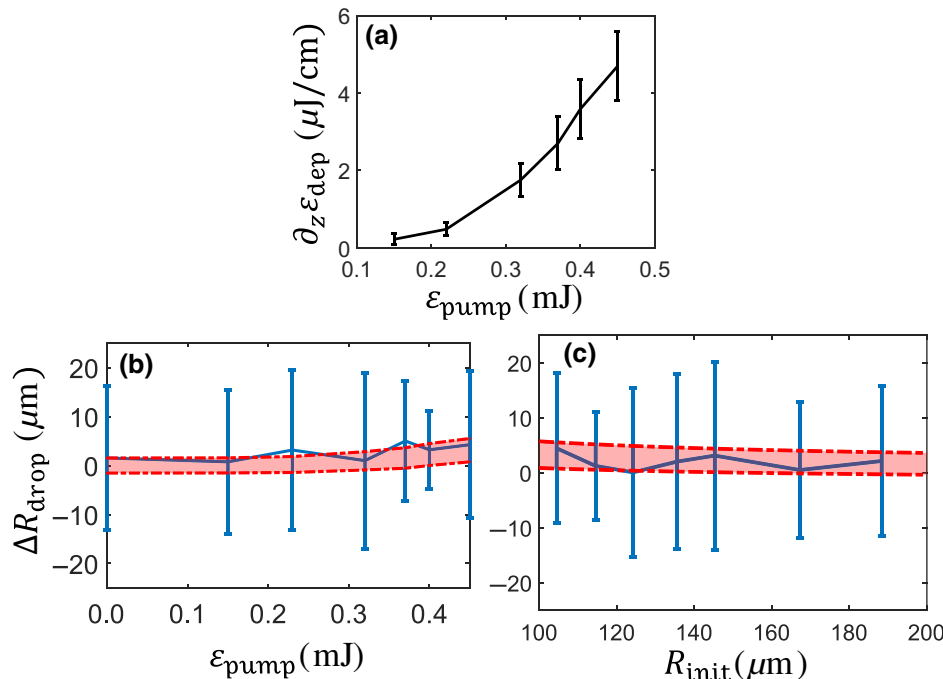 (a)
∂zεdep (μJ/cm)
6
4
2
0
0.1 0.2 0.3 0.4 0.5
εpump(mJ)
(b)
ΔRdrop (μm)
20
10
0
−10
−20
0.0 0.1 0.2 0.3 0.4
εpump(mJ)
(c)
20
10
0
−10
−20
100 120 140 160 180 200
Rinit(μm)